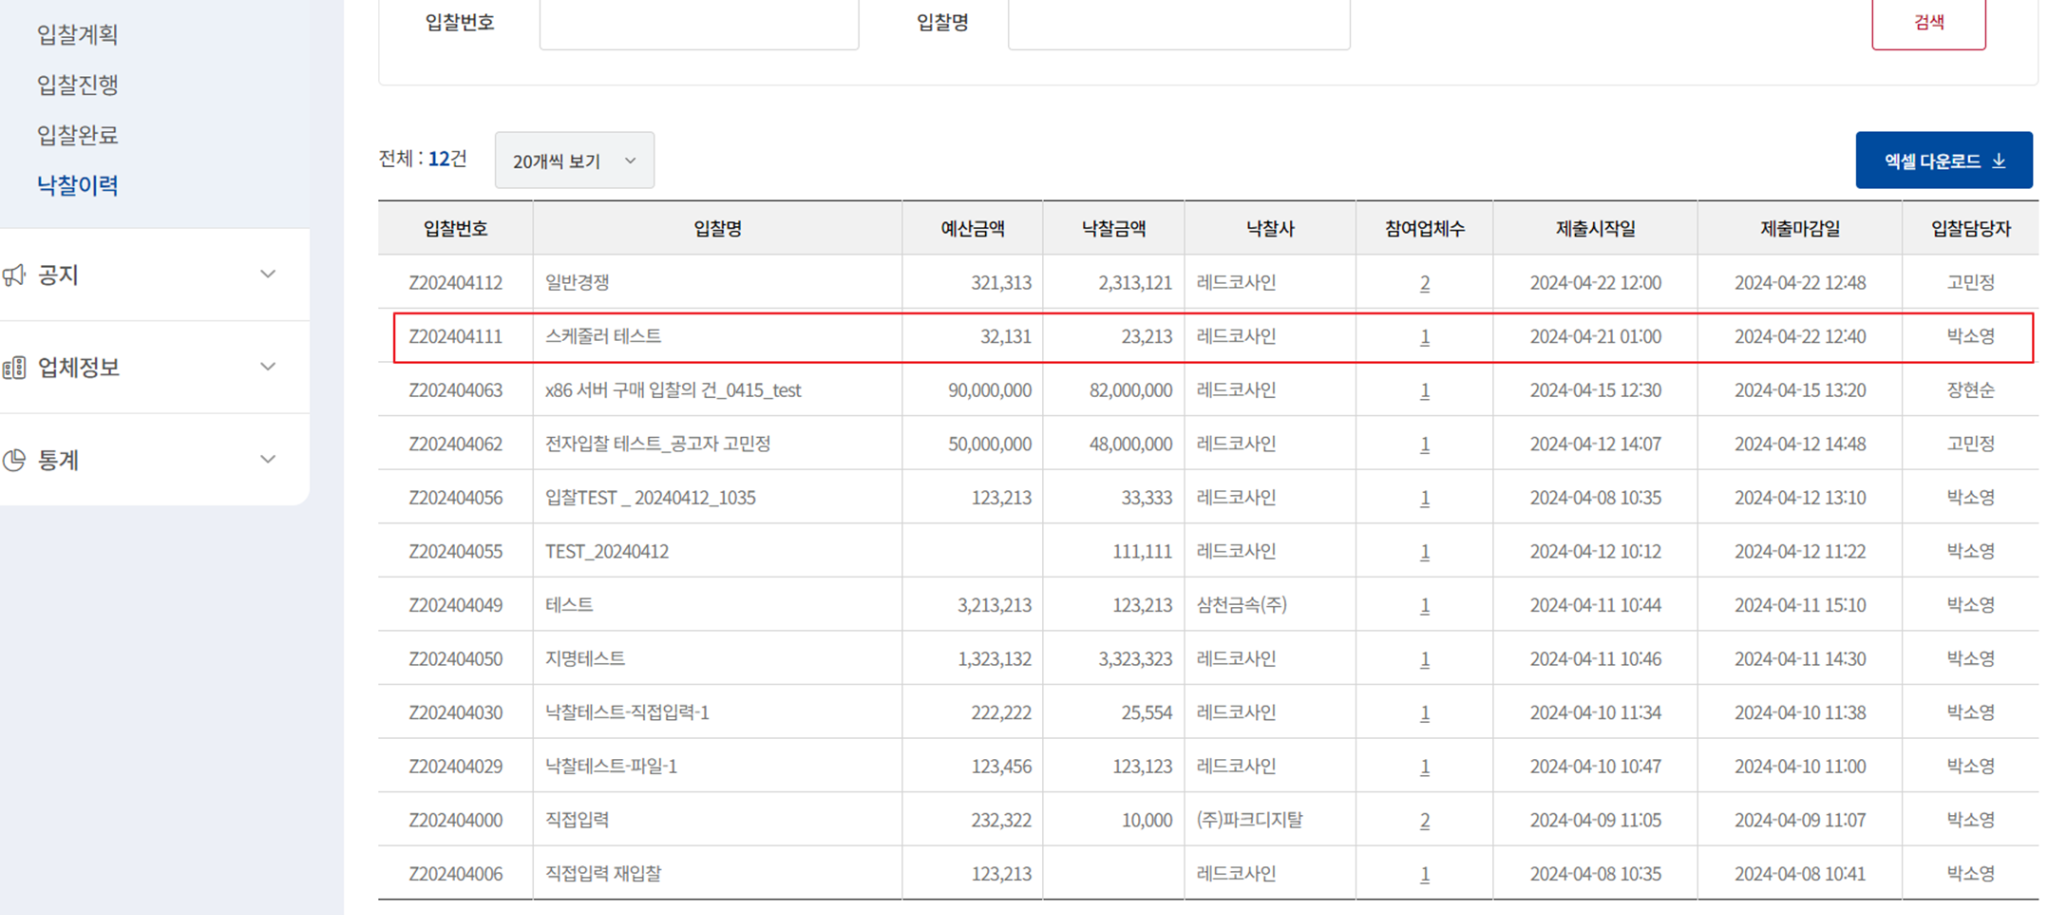 입찰계획
입찰진행
입찰완료
낙찰이력
공지
업체정보
통계
입찰번호 입찰명 검색
전체 : 12건 20개씩 보기 엑셀 다운로드
입찰번호 입찰명 예산금액 낙찰금액 낙찰사 참여업체수 제출시작일 제출마감일 입찰담당자
Z202404112 일반경쟁 321,313 2,313,121 레드코사인 2 2024-04-22 12:00 2024-04-22 12:48 고민정
Z202404111 스케줄러 테스트 32,131 23,213 레드코사인 1 2024-04-21 01:00 2024-04-22 12:40 박소영
Z202404063 x86 서버 구매 입찰의 건_0415_test 90,000,000 82,000,000 레드코사인 1 2024-04-15 12:30 2024-04-15 13:20 장현순
Z202404062 전자입찰 테스트_공고자 고민정 50,000,000 48,000,000 레드코사인 1 2024-04-12 14:07 2024-04-12 14:48 고민정
Z202404056 입찰TEST _ 20240412_1035 123,213 33,333 레드코사인 1 2024-04-08 10:35 2024-04-12 13:10 박소영
Z202404055 TEST_20240412 111,111 레드코사인 1 2024-04-12 10:12 2024-04-12 11:22 박소영
Z202404049 테스트 3,213,213 123,213 삼천금속(주) 1 2024-04-11 10:44 2024-04-11 15:10 박소영
Z202404050 지명테스트 1,323,132 3,323,323 레드코사인 1 2024-04-11 10:46 2024-04-11 14:30 박소영
Z202404030 낙찰테스트-직접입력-1 222,222 25,554 레드코사인 1 2024-04-10 11:34 2024-04-10 11:38 박소영
Z202404029 낙찰테스트-파일-1 123,456 123,123 레드코사인 1 2024-04-10 10:47 2024-04-10 11:00 박소영
Z202404000 직접입력 232,322 10,000 (주)파크디지탈 2 2024-04-09 11:05 2024-04-09 11:07 박소영
Z202404006 직접입력 재입찰 123,213 레드코사인 1 2024-04-08 10:35 2024-04-08 10:41 박소영